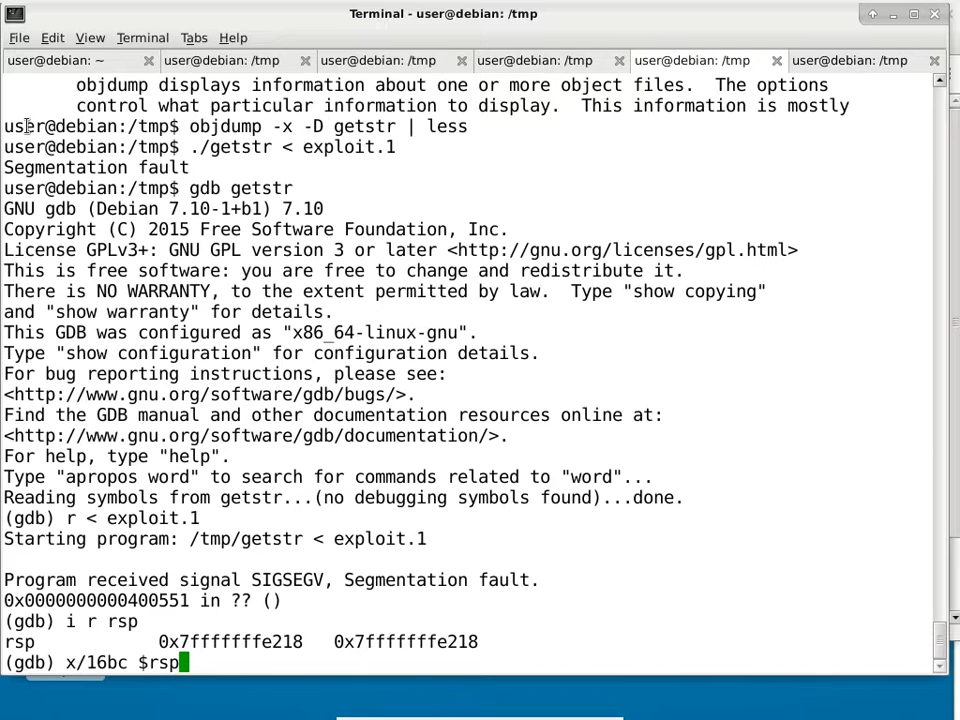 Terminal - user@debian: /tmp
File Edit View Terminal Tabs Help
user@debian: ~ user@debian: /tmp user@debian: /tmp user@debian: /tmp user@debian: /tmp user@debian: /tmp
objdump displays information about one or more object files.  The options
control what particular information to display.  This information is mostly
user@debian:/tmp$ objdump -x -D getstr | less
user@debian:/tmp$ ./getstr < exploit.1
Segmentation fault
user@debian:/tmp$ gdb getstr
GNU gdb (Debian 7.10-1+b1) 7.10
Copyright (C) 2015 Free Software Foundation, Inc.
License GPLv3+: GNU GPL version 3 or later <http://gnu.org/licenses/gpl.html>
This is free software: you are free to change and redistribute it.
There is NO WARRANTY, to the extent permitted by law.  Type "show copying"
and "show warranty" for details.
This GDB was configured as "x86_64-linux-gnu".
Type "show configuration" for configuration details.
For bug reporting instructions, please see:
<http://www.gnu.org/software/gdb/bugs/>.
Find the GDB manual and other documentation resources online at:
<http://www.gnu.org/software/gdb/documentation/>.
For help, type "help".
Type "apropos word" to search for commands related to "word"...
Reading symbols from getstr...(no debugging symbols found)...done.
(gdb) r < exploit.1
Starting program: /tmp/getstr < exploit.1
Program received signal SIGSEGV, Segmentation fault.
0x0000000000400551 in ?? ()
(gdb) i r rsp
rsp 0x7fffffffe218 0x7fffffffe218
(gdb) x/16bc $rsp